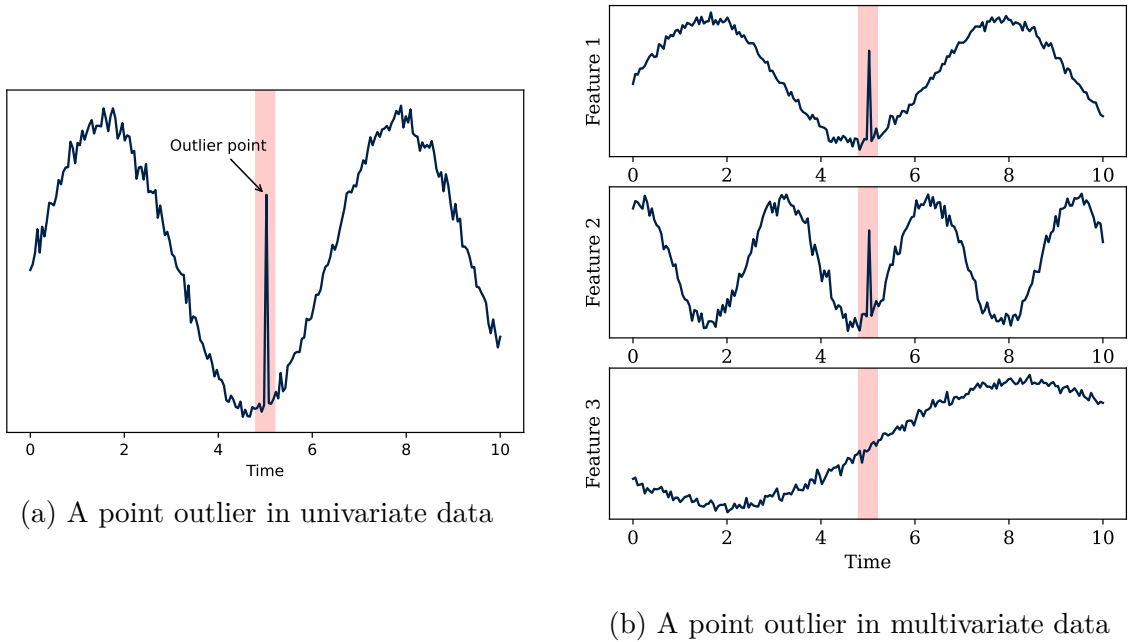 Outlier point
0 2 4 6 8 10
Time
(a) A point outlier in univariate data
Feature 1
0 2 4 6 8 10
Feature 2
0 2 4 6 8 10
Feature 3
0 2 4 6 8 10
Time
(b) A point outlier in multivariate data